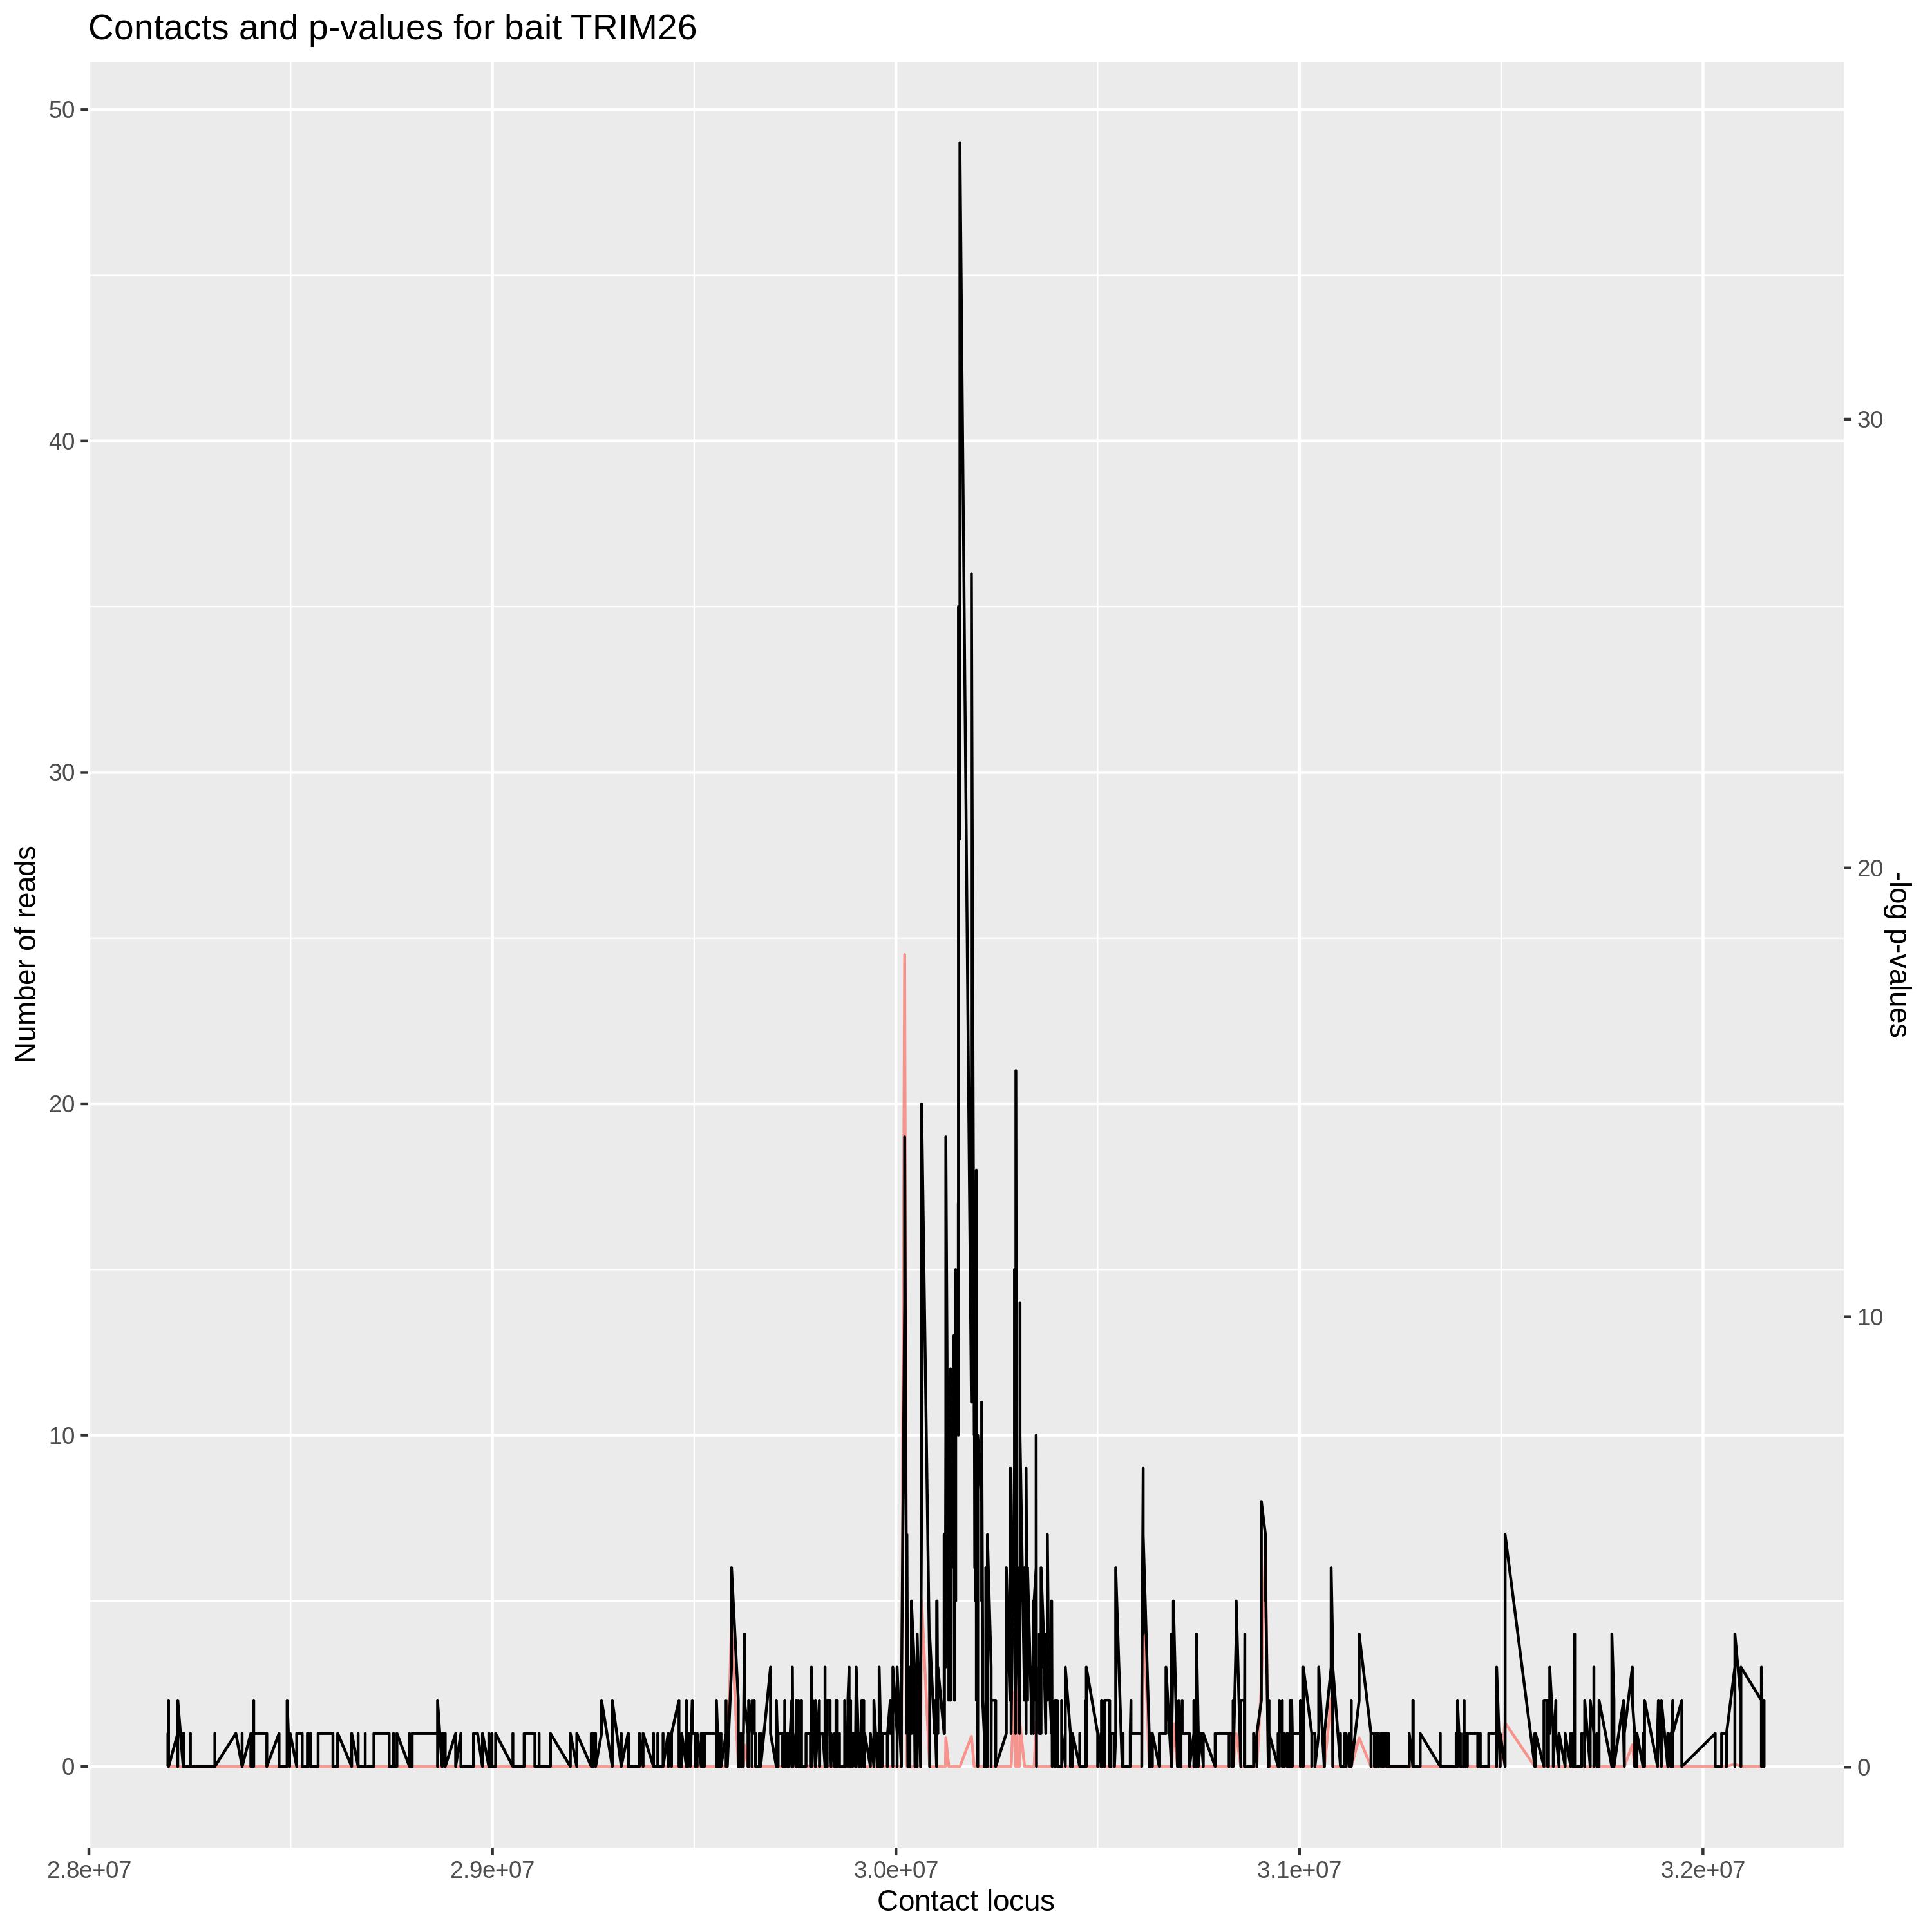 Contacts and p-values for bait TRIM26
50
40
30
20
10
0
Number of reads
30
20
10
0
-log p-values
2.8e+07
2.9e+07
3.0e+07
3.1e+07
3.2e+07
Contact locus